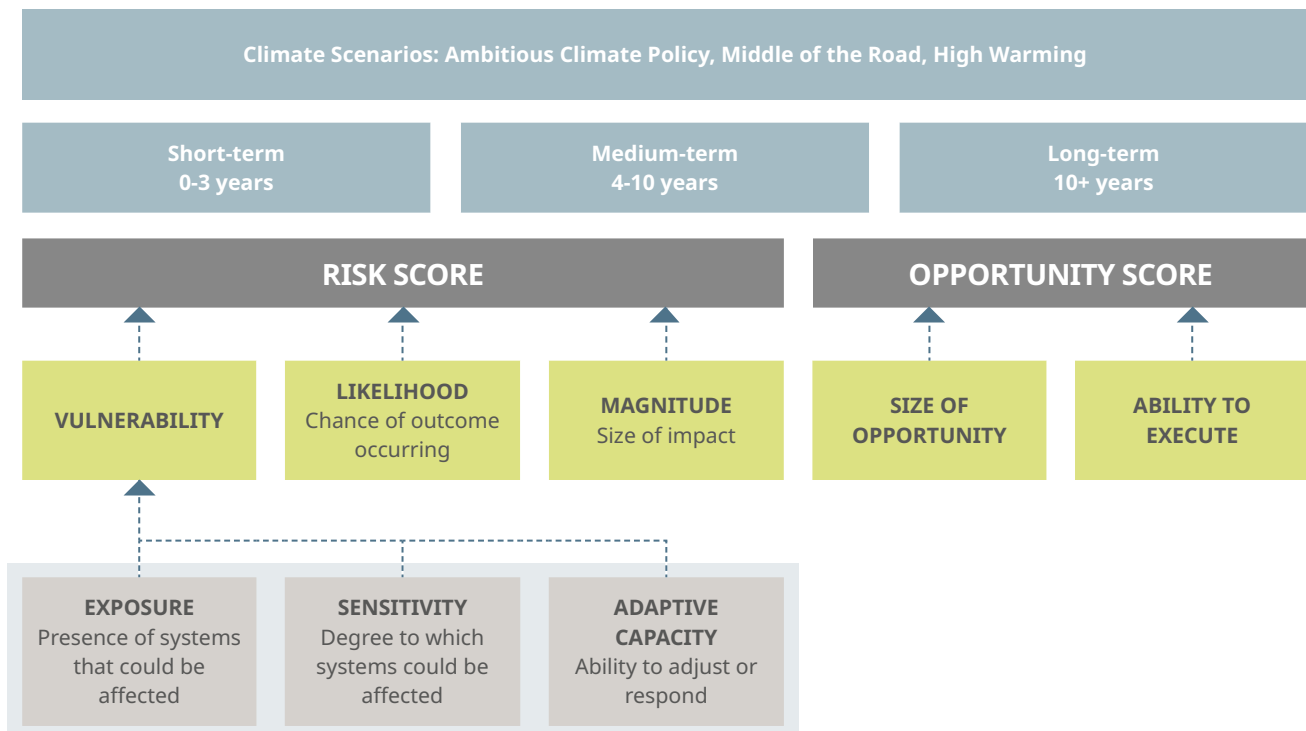 Climate Scenarios: Ambitious Climate Policy, Middle of the Road, High Warming
Short-term
0-3 years
Medium-term
4-10 years
Long-term
10+ years
RISK SCORE
OPPORTUNITY SCORE
VULNERABILITY
LIKELIHOOD
Chance of outcome
occurring
MAGNITUDE
Size of impact
SIZE OF
OPPORTUNITY
ABILITY TO
EXECUTE
EXPOSURE
Presence of systems
that could be
affected
SENSITIVITY
Degree to which
systems could be
affected
ADAPTIVE
CAPACITY
Ability to adjust or
respond